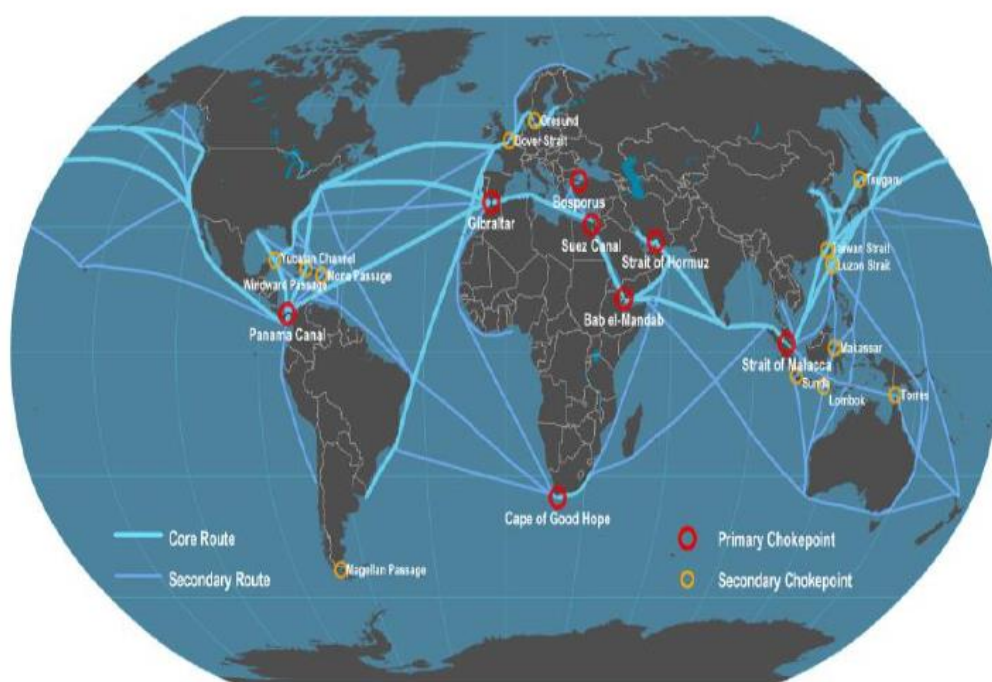 Oresund
Dover Strait
Tsugaru
Bosporus
Gibraltar
Suez Canal
Taiwan Strait
Strait of Hormuz
Luzon Strait
Yucatan Channel
Mona Passage
Windward Passage
Panama Canal
Bab el-Mandab
Makassar
Strait of Malacca
Sunda
Lombok
Torres
Cape of Good Hope
Core Route
Primary Chokepoint
Magellan Passage
Secondary Route
Secondary Chokepoint